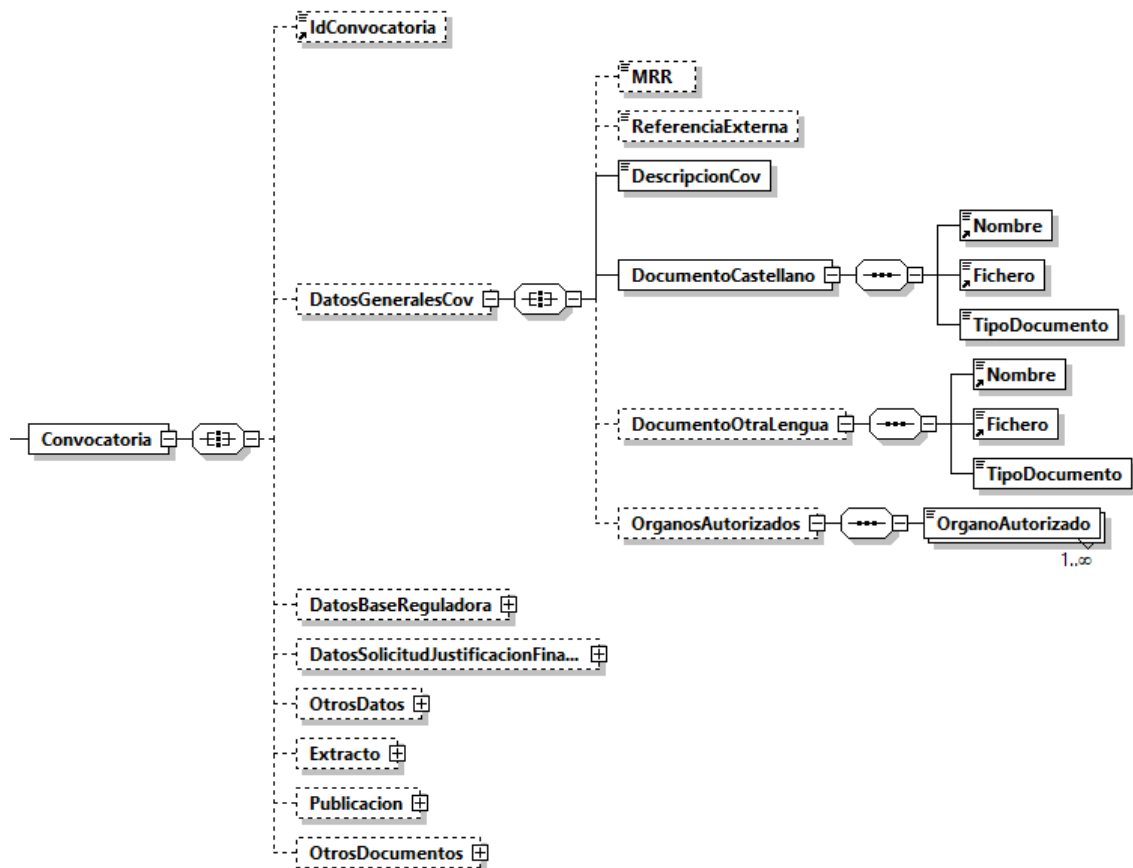 IdConvocatoria
MRR
ReferenciaExterna
DescripcionCov
Nombre
DocumentoCastellano
Fichero
DatosGeneralesCov
TipoDocumento
Nombre
DocumentoOtraLengua
Fichero
Convocatoria
TipoDocumento
OrganosAutorizados
OrganoAutorizado
1..∞
DatosBaseReguladora
DatosSolicitudJustificacionFina...
OtrosDatos
Extracto
Publicacion
OtrosDocumentos